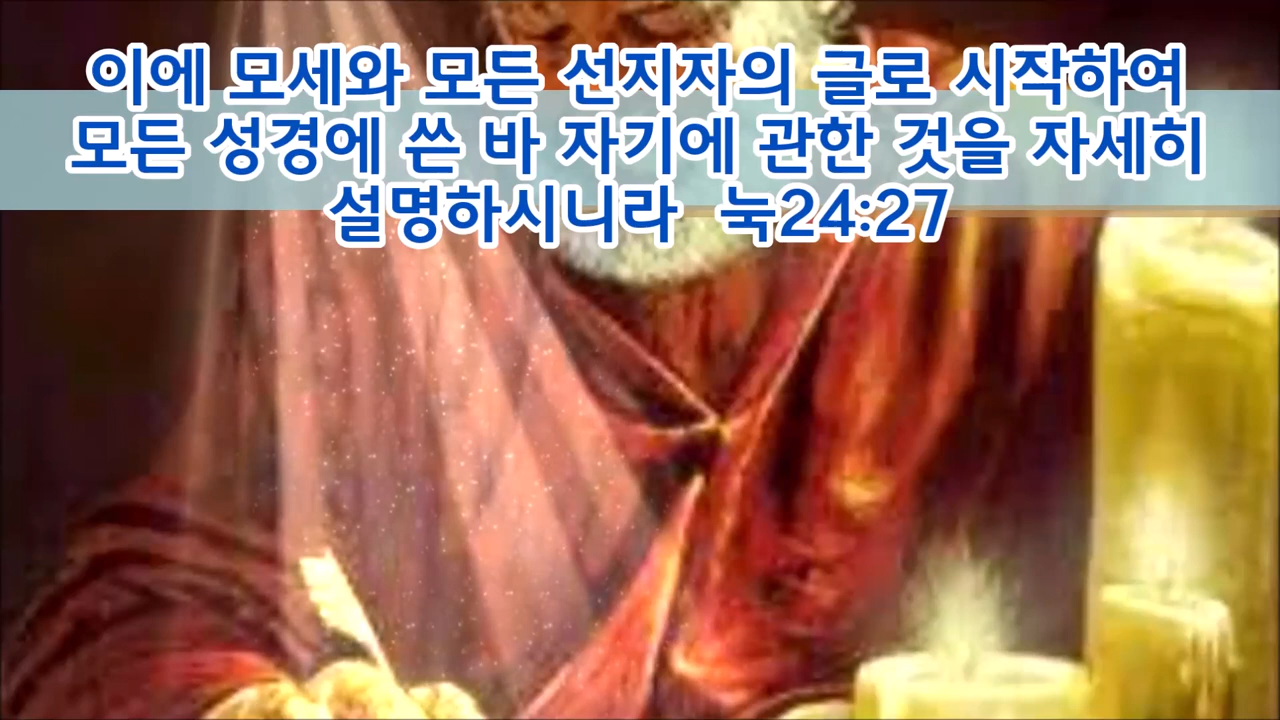 이에 모세와 모든 선지자의 글로 시작하여
모든 성경에 쓴 바 자기에 관한 것을 자세히
설명하시니라 눅24:27